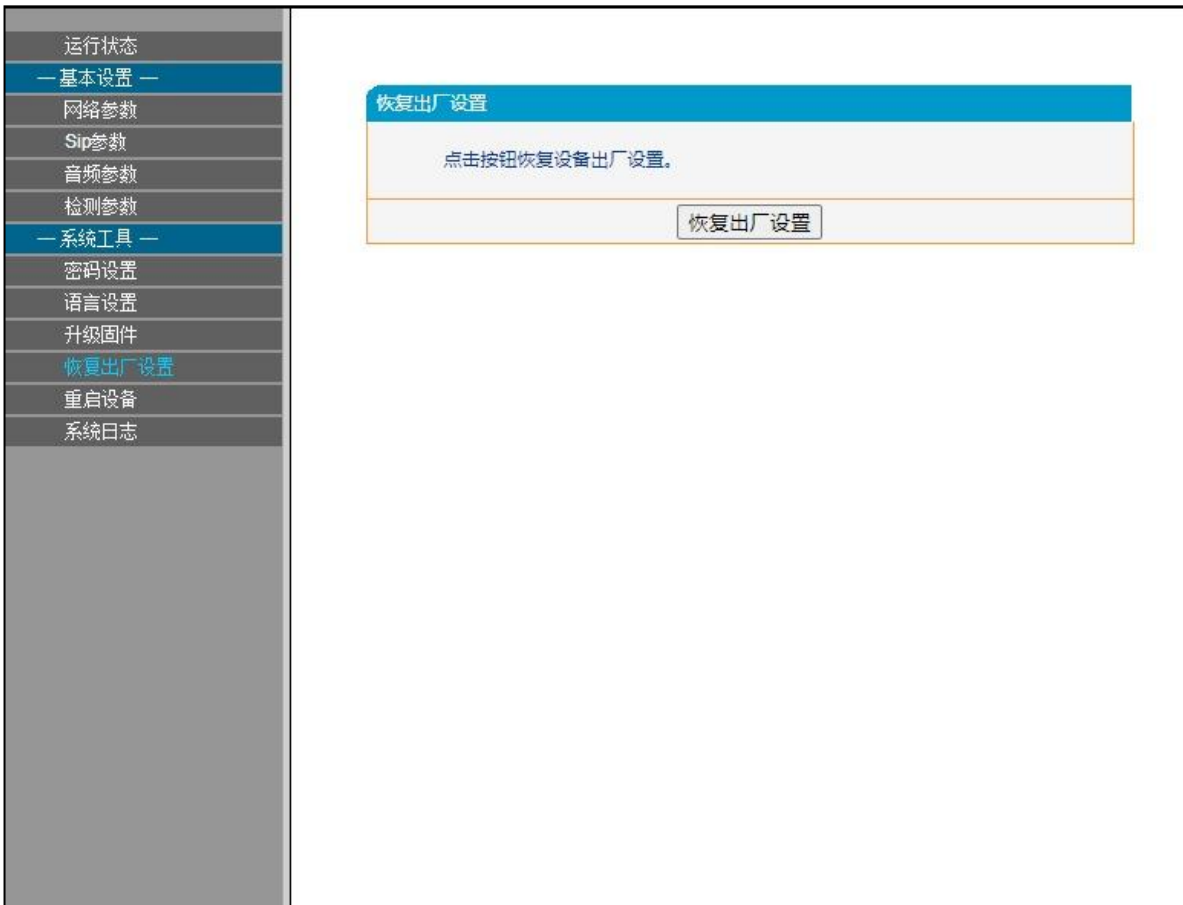 运行状态
— 基本设置 —
网络参数
Sip参数
音频参数
检测参数
— 系统工具 —
密码设置
语言设置
升级固件
恢复出厂设置
重启设备
系统日志
恢复出厂设置
点击按钮恢复设备出厂设置。
恢复出厂设置